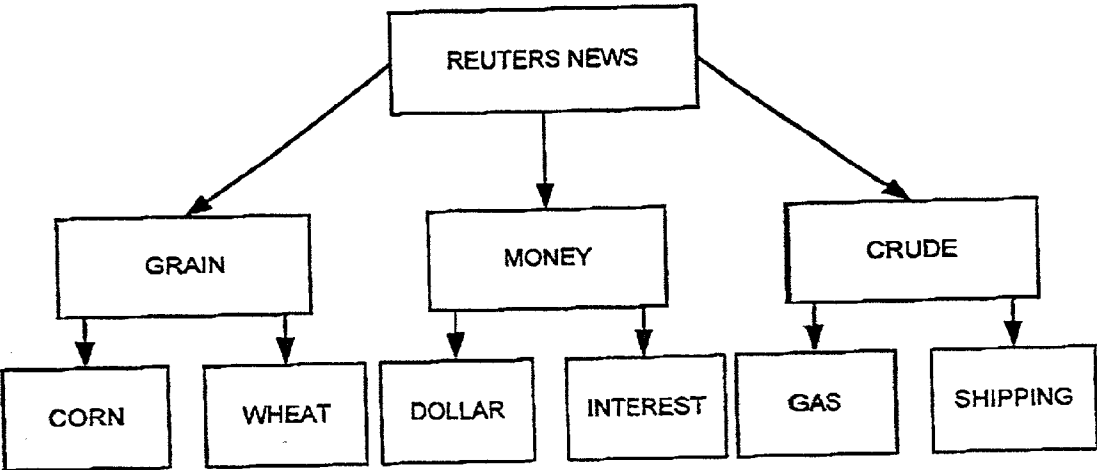 REUTERS NEWS
GRAIN
MONEY
CRUDE
CORN
WHEAT
DOLLAR
INTEREST
GAS
SHIPPING